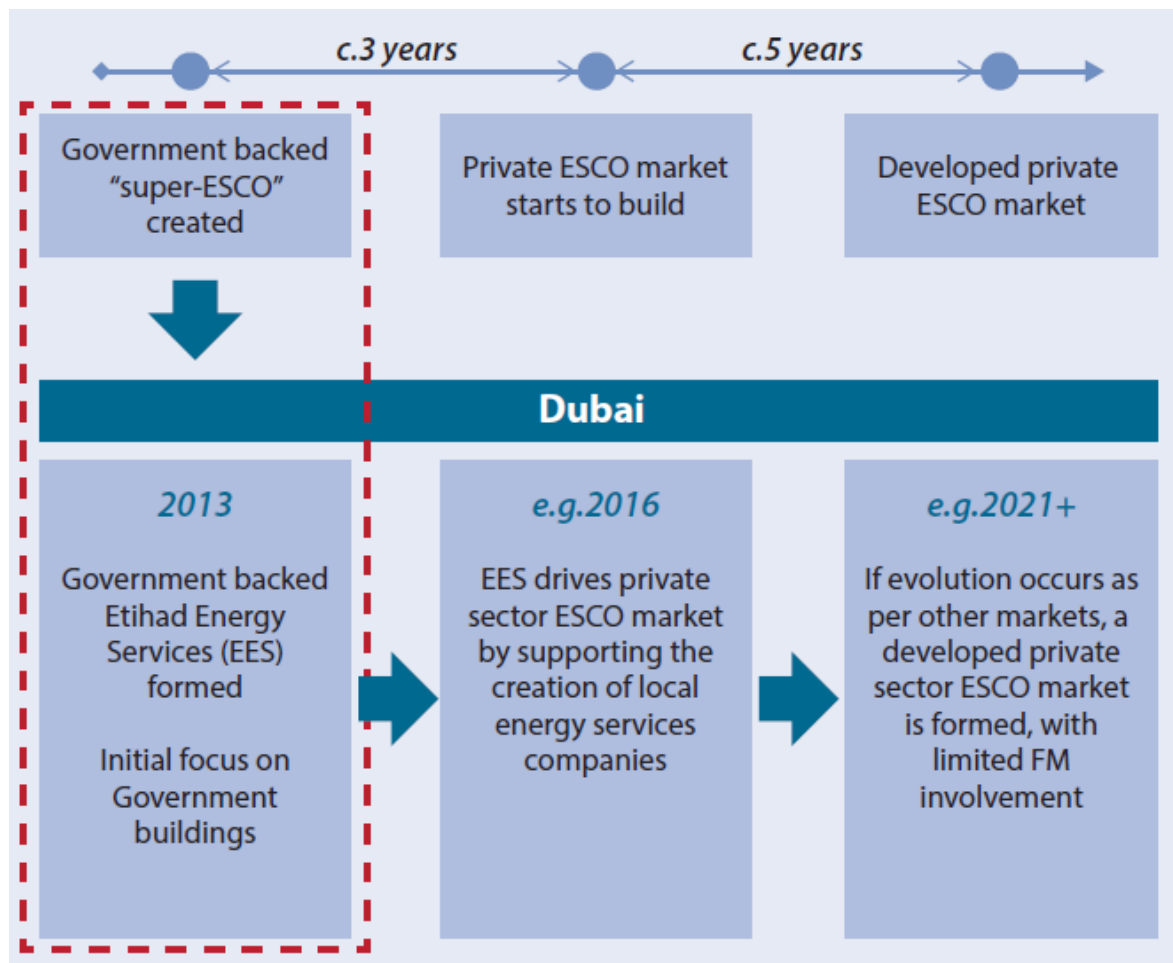 c.3 years
c.5 years
Government backed
“super-ESCO”
created
Private ESCO market
starts to build
Developed private
ESCO market
Dubai
2013
Government backed
Etihad Energy
Services (EES)
formed
Initial focus on
Government
buildings
e.g.2016
EES drives private
sector ESCO market
by supporting the
creation of local
energy services
companies
e.g.2021+
If evolution occurs as
per other markets, a
developed private
sector ESCO market
is formed, with
limited FM
involvement